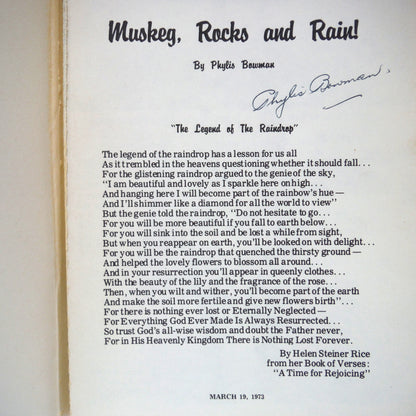 Muskeg, Rocks and Rain!
By Phylis Bowman
Phylis Bowman
"The Legend of The Raindrop"
The legend of the raindrop has a lesson for us all
As it trembled in the heavens questioning whether it should fall...
For the glistening raindrop argued to the genie of the sky,
"I am beautiful and lovely as I sparkle here on high...
And hanging here I will become part of the rainbow's hue—
And I'll shimmer like a diamond for all the world to view"
But the genie told the raindrop, "Do not hesitate to go...
For you will be more beautiful if you fall to earth below...
For you will sink into the soil and be lost a while from sight,
But when you reappear on earth, you'll be looked on with delight...
For you will be the raindrop that quenched the thirsty ground—
And helped the lovely flowers to blossom all around...
And in your resurrection you'll appear in queenly clothes...
With the beauty of the lily and the fragrance of the rose...
Then, when you wilt and wither, you'll become part of the earth
And make the soil more fertile and give new flowers birth"...
For there is nothing ever lost or Eternally Neglected—
For Everything God Ever Made Is Always Resurrected...
So trust God's all-wise wisdom and doubt the Father never,
For in His Heavenly Kingdom There is Nothing Lost Forever.
By Helen Steiner Rice
from her Book of Verses:
"A Time for Rejoicing"
MARCH 19, 1973